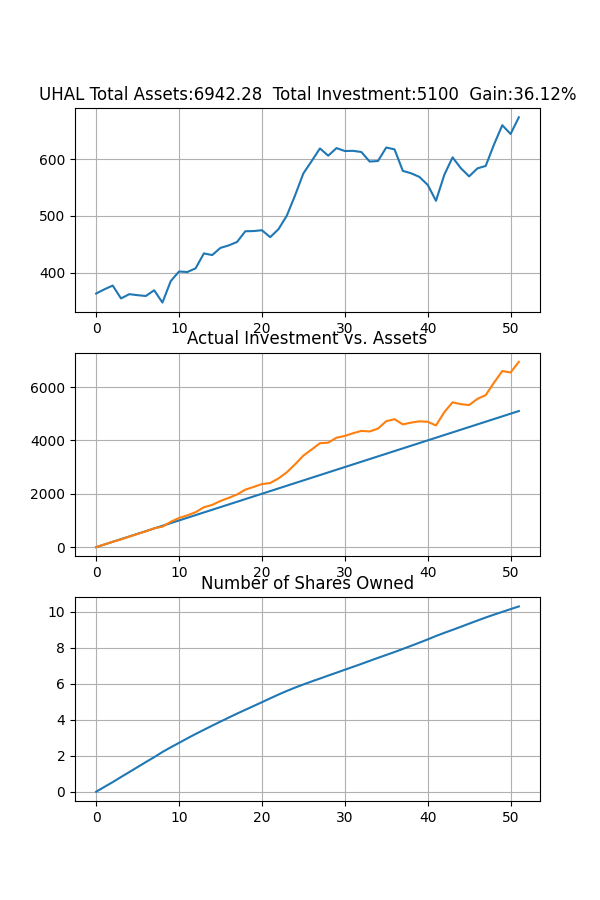 UHAL Total Assets:6942.28  Total Investment:5100  Gain:36.12%
600
500
400
0 10 20 30 40 50
Actual Investment vs. Assets
6000
4000
2000
0
0 10 20 30 40 50
Number of Shares Owned
10
8
6
4
2
0
0 10 20 30 40 50